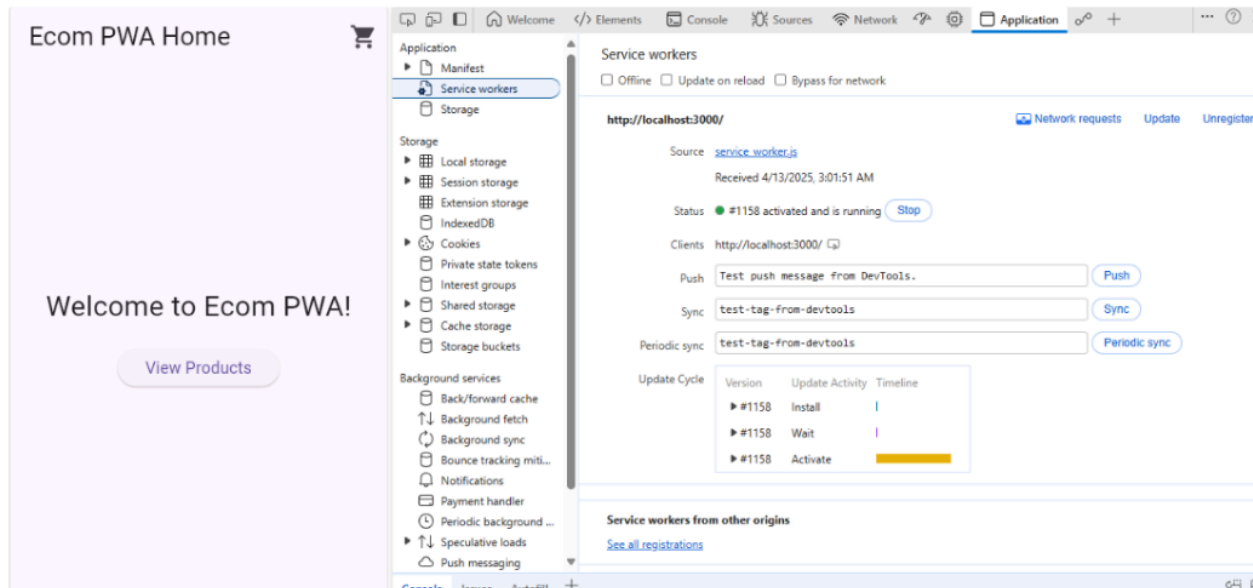 Ecom PWA Home
Welcome to Ecom PWA!
View Products
Welcome Elements Console Sources Network Application
Application
Manifest
Service workers
Storage
Storage
Local storage
Session storage
Extension storage
IndexedDB
Cookies
Private state tokens
Interest groups
Shared storage
Cache storage
Storage buckets
Background services
Back/forward cache
Background fetch
Background sync
Bounce tracking miti...
Notifications
Payment handler
Periodic background ...
Speculative loads
Push messaging
Service workers
Offline Update on reload Bypass for network
http://localhost:3000/ Network requests Update Unregister
Source service_worker.js
Received 4/13/2025, 3:01:51 AM
Status #1158 activated and is running Stop
Clients http://localhost:3000/
Push Test push message from DevTools. Push
Sync test-tag-from-devtools Sync
Periodic sync test-tag-from-devtools Periodic sync
Update Cycle Version Update Activity Timeline
#1158 Install
#1158 Wait
#1158 Activate
Service workers from other origins
See all registrations
Console Issues Autofill